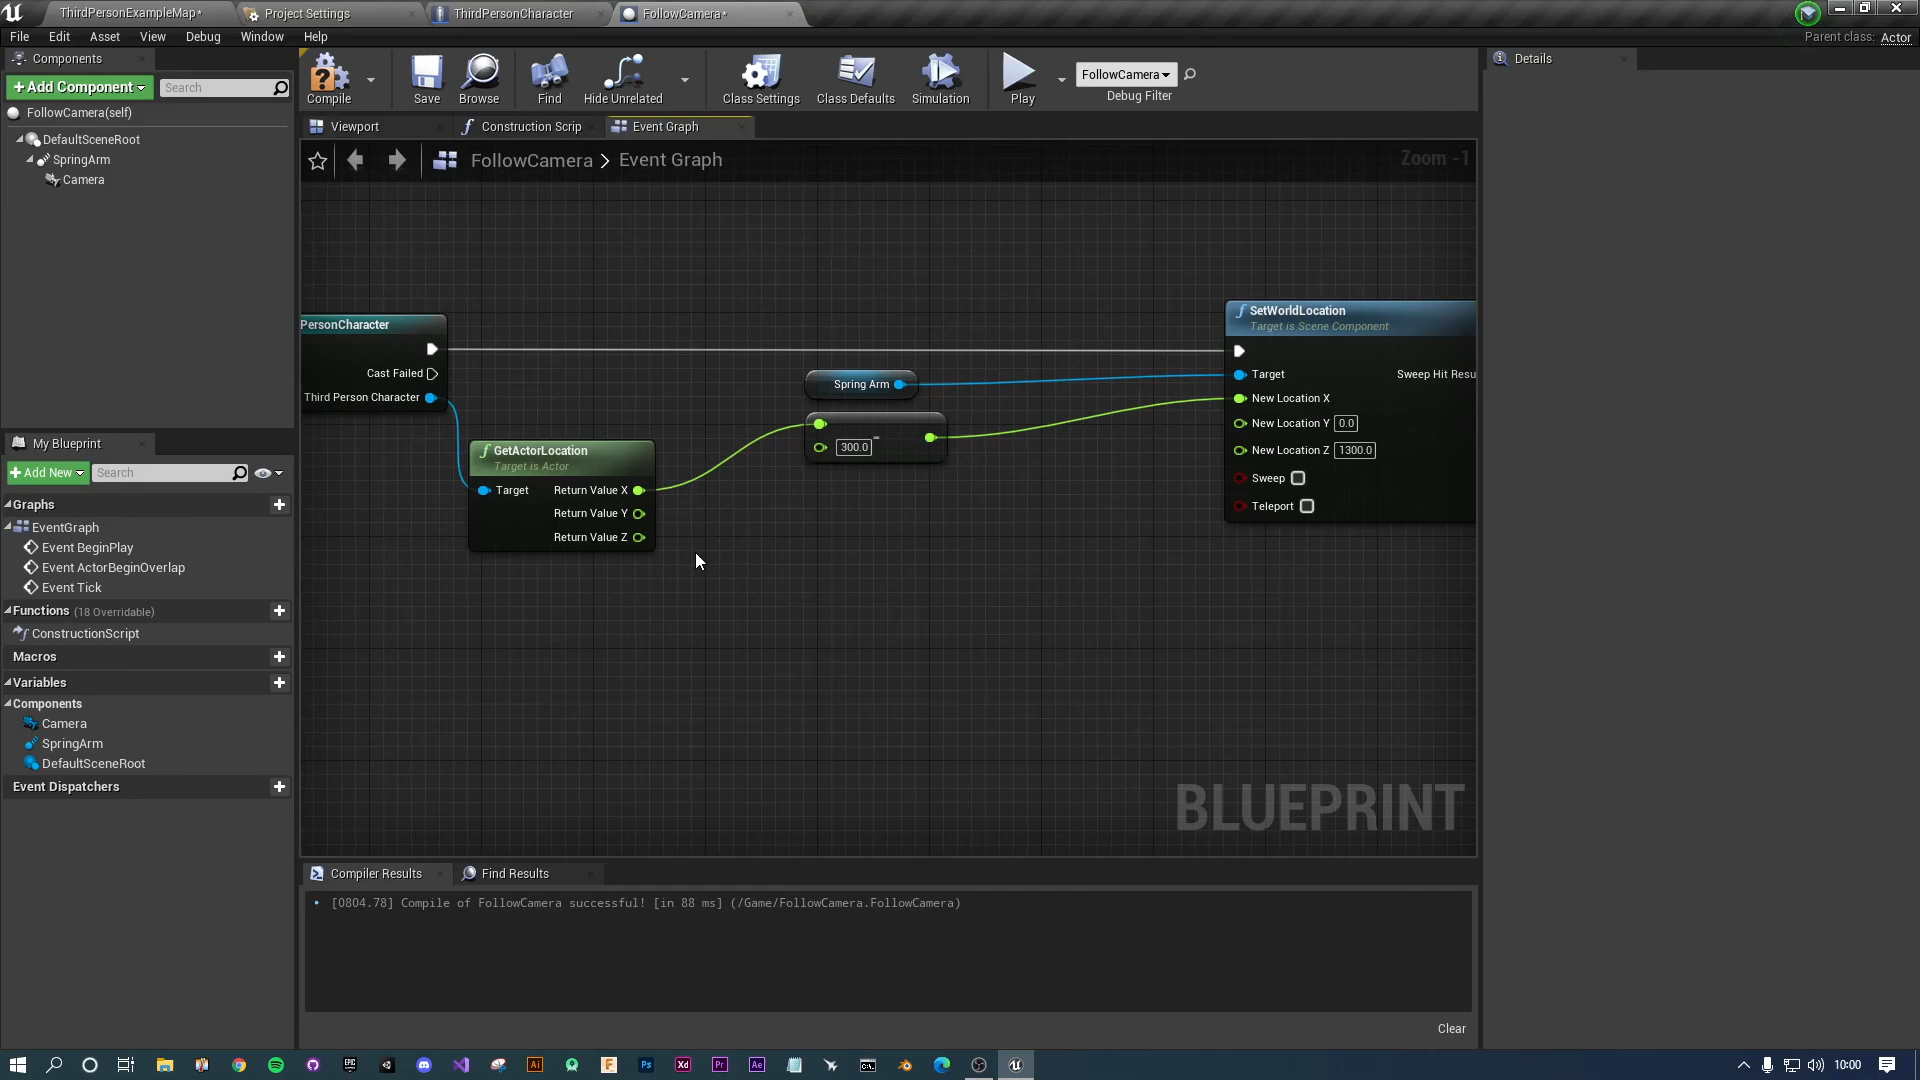 ThirdPersonExampleMap*
Project Settings
ThirdPersonCharacter
FollowCamera*
File Edit Asset View Debug Window Help
Parent class: Actor
Components
Details
+Add Component
Search
Compile
Save
Browse
Find
Hide Unrelated
Class Settings
Class Defaults
Simulation
Play
FollowCamera
Debug Filter
FollowCamera(self)
DefaultSceneRoot
SpringArm
Camera
Viewport
Construction Scrip
Event Graph
FollowCamera > Event Graph
Zoom -1
PersonCharacter
Cast Failed
Third Person Character
GetActorLocation
Target is Actor
Target
Return Value X
Return Value Y
Return Value Z
Spring Arm
-
300.0
SetWorldLocation
Target is Scene Component
Target
Sweep Hit Resu
New Location X
New Location Y 0.0
New Location Z 1300.0
Sweep
Teleport
BLUEPRINT
My Blueprint
+Add New
Search
Graphs
EventGraph
Event BeginPlay
Event ActorBeginOverlap
Event Tick
Functions (18 Overridable)
ConstructionScript
Macros
Variables
Components
Camera
SpringArm
DefaultSceneRoot
Event Dispatchers
Compiler Results
Find Results
[0804.78] Compile of FollowCamera successful! [in 88 ms] (/Game/FollowCamera.FollowCamera)
Clear
EPIC
Ai
F
Ps
Xd
Pr
Ae
C:\
10:00